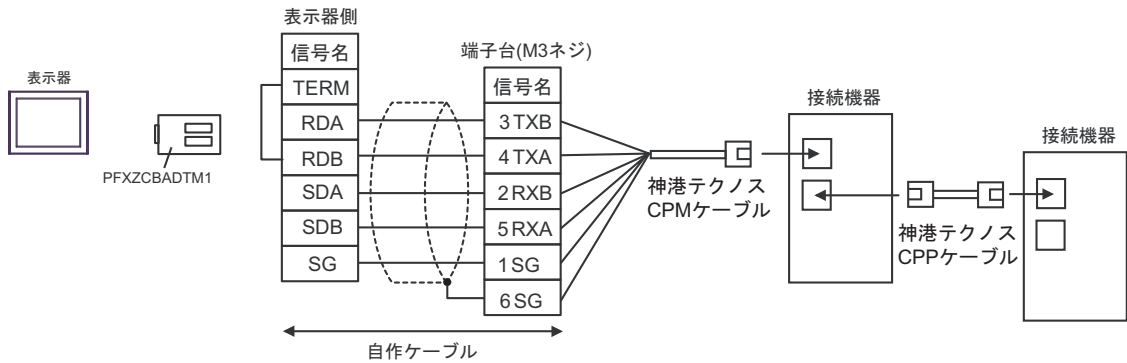 表示器
PFXZCBADTM1
表示器側
信号名
TERM
RDA
RDB
SDA
SDB
SG
端子台(M3ネジ)
信号名
3 TXB
4 TXA
2 RXB
5 RXA
1 SG
6 SG
自作ケーブル
神港テクノス
CPMケーブル
接続機器
神港テクノス
CPPケーブル
接続機器